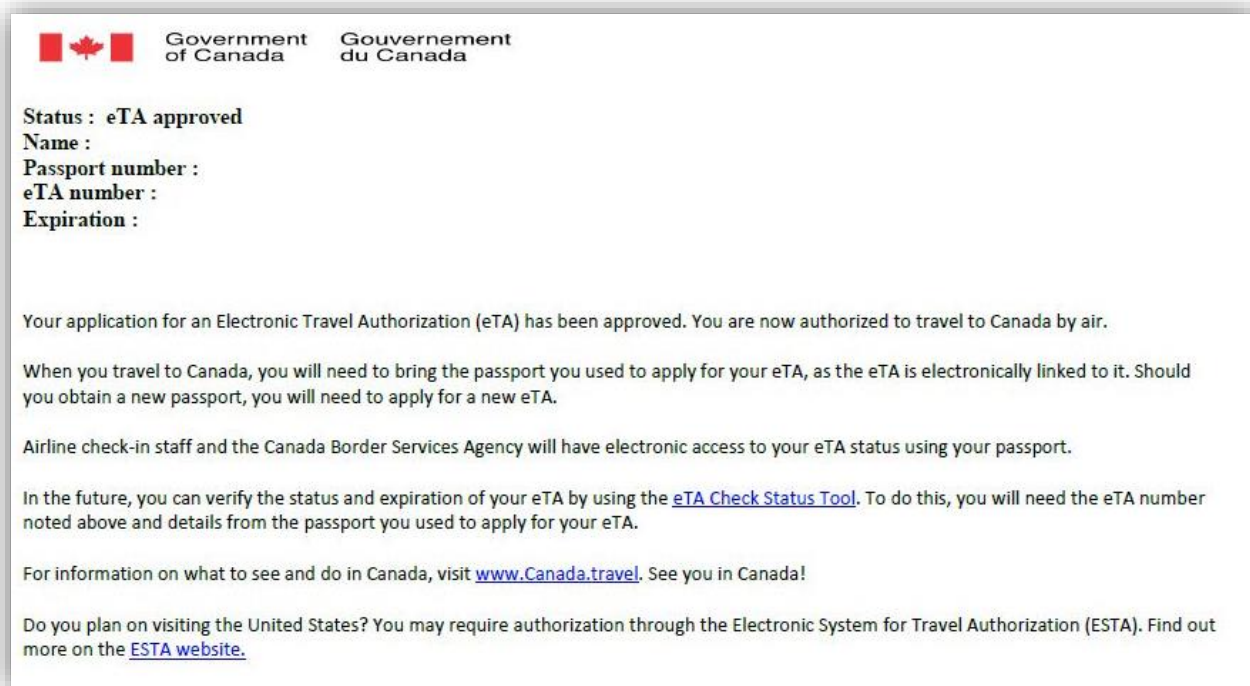 Government Gouvernement
of Canada du Canada
Status : eTA approved
Name :
Passport number :
eTA number :
Expiration :
Your application for an Electronic Travel Authorization (eTA) has been approved. You are now authorized to travel to Canada by air.
When you travel to Canada, you will need to bring the passport you used to apply for your eTA, as the eTA is electronically linked to it. Should
you obtain a new passport, you will need to apply for a new eTA.
Airline check-in staff and the Canada Border Services Agency will have electronic access to your eTA status using your passport.
In the future, you can verify the status and expiration of your eTA by using the eTA Check Status Tool. To do this, you will need the eTA number
noted above and details from the passport you used to apply for your eTA.
For information on what to see and do in Canada, visit www.Canada.travel. See you in Canada!
Do you plan on visiting the United States? You may require authorization through the Electronic System for Travel Authorization (ESTA). Find out
more on the ESTA website.